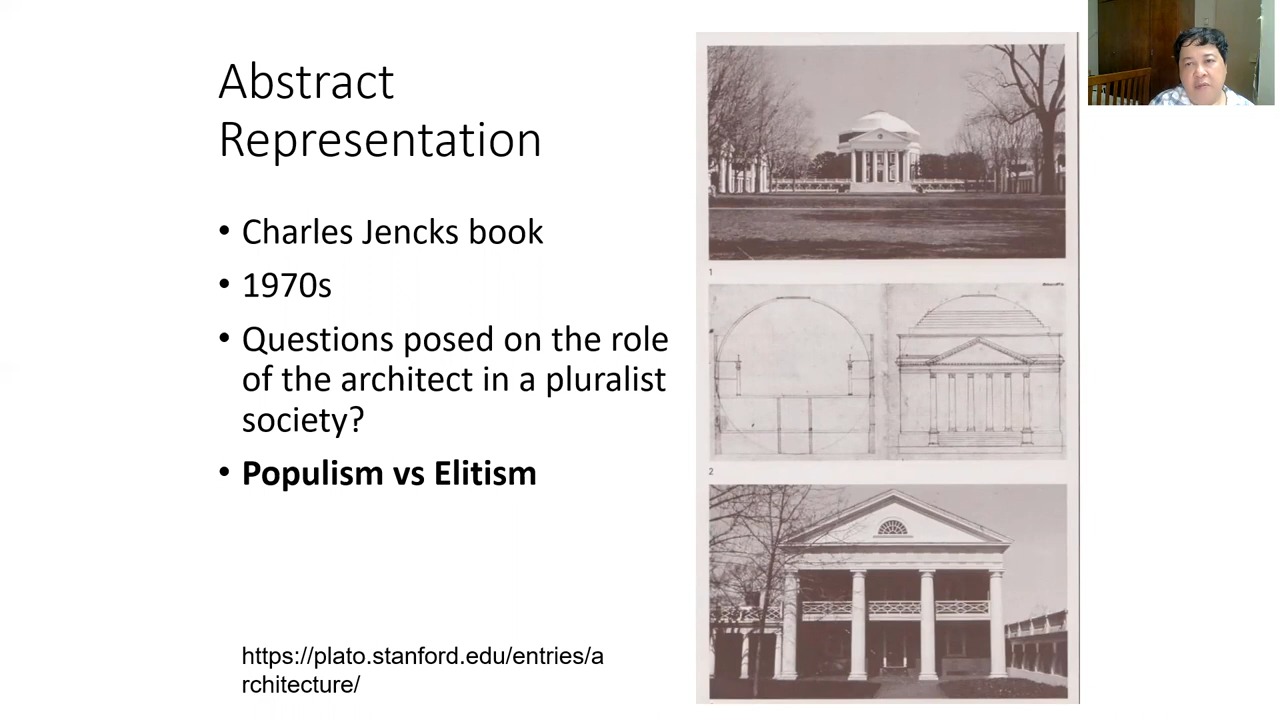 Abstract
Representation
• Charles Jencks book
• 1970s
• Questions posed on the role
of the architect in a pluralist
society?
• Populism vs Elitism
https://plato.stanford.edu/entries/a
rchitecture/
1
2